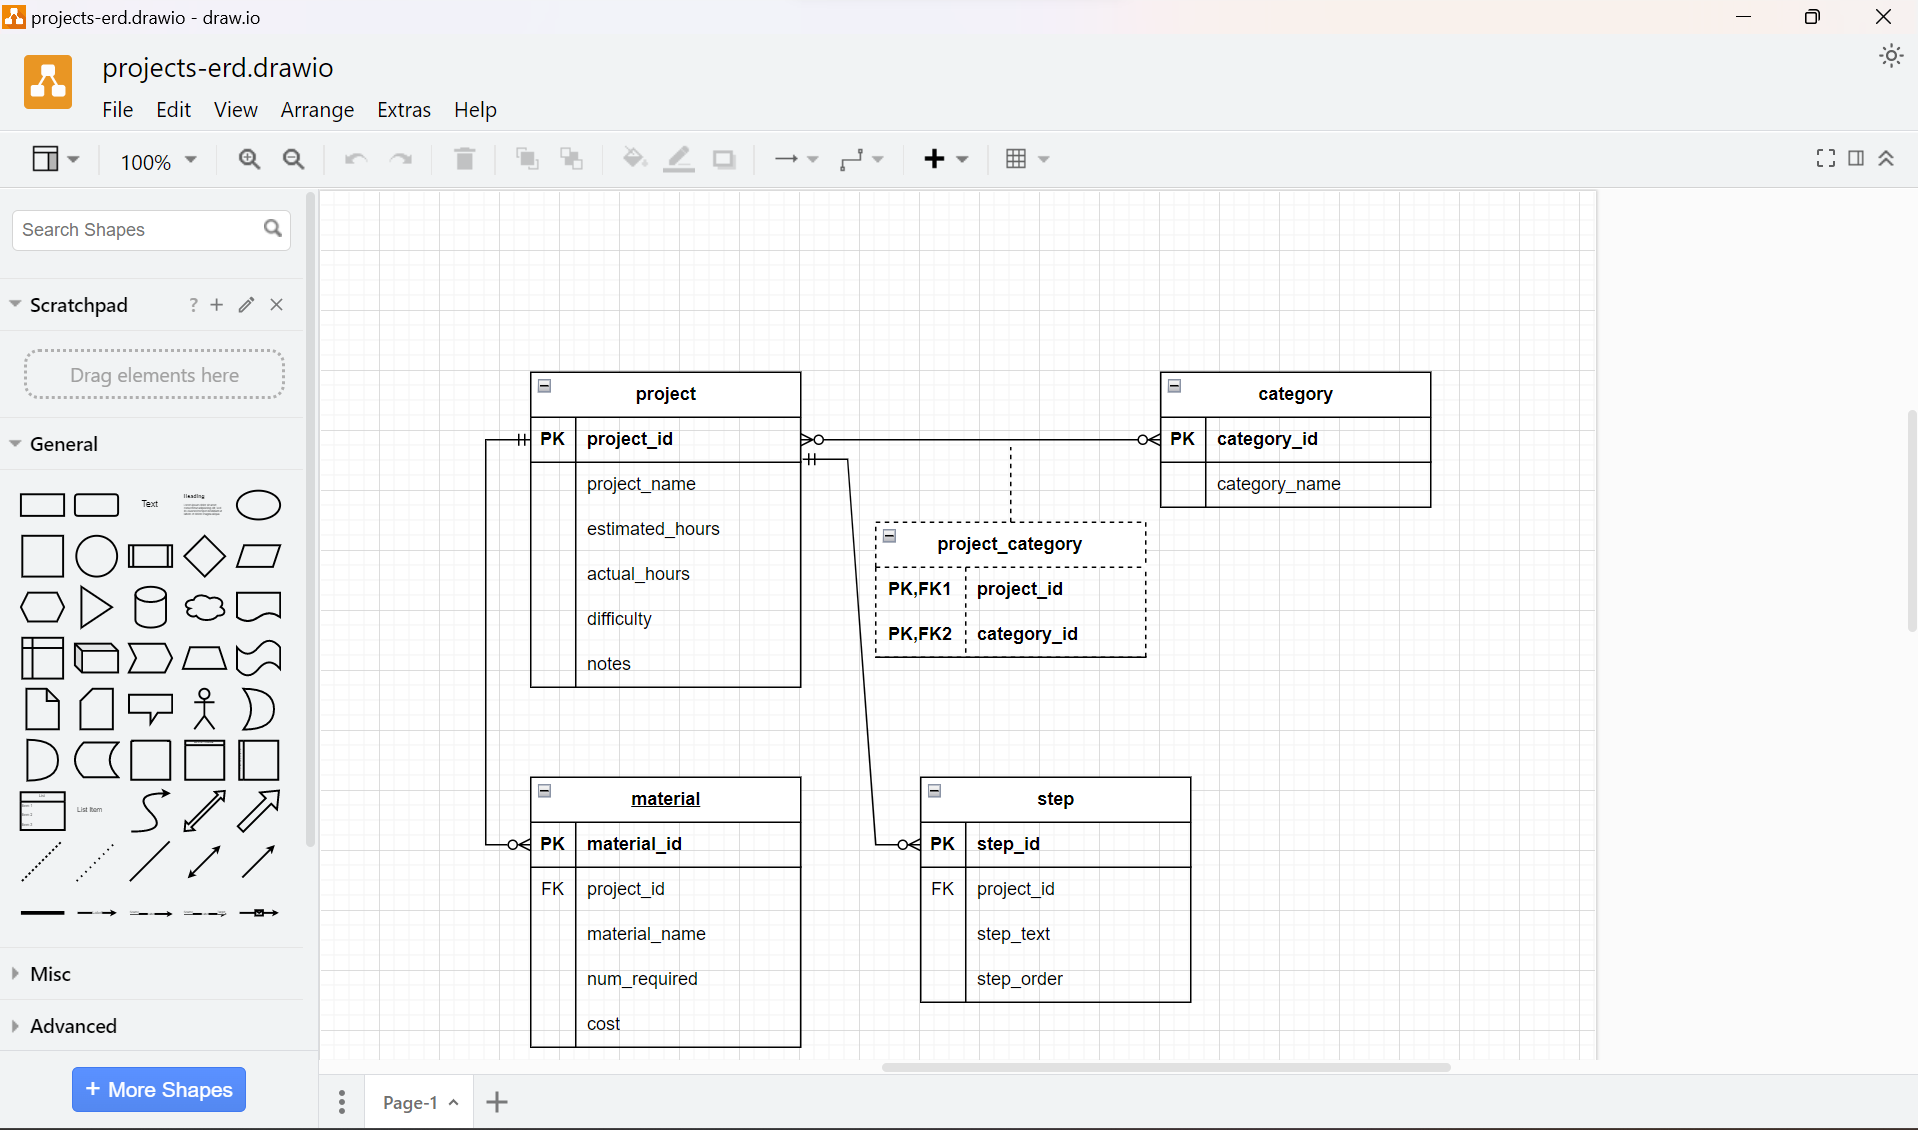 projects-erd.drawio - draw.io
projects-erd.drawio
File Edit View Arrange Extras Help
100%
Search Shapes
Scratchpad
?
Drag elements here
General
Text
Heading
List Item
Misc
Advanced
+ More Shapes
project
PK project_id
project_name
estimated_hours
actual_hours
difficulty
notes
category
PK category_id
category_name
project_category
PK,FK1 project_id
PK,FK2 category_id
material
PK material_id
FK project_id
material_name
num_required
cost
step
PK step_id
FK project_id
step_text
step_order
Page-1